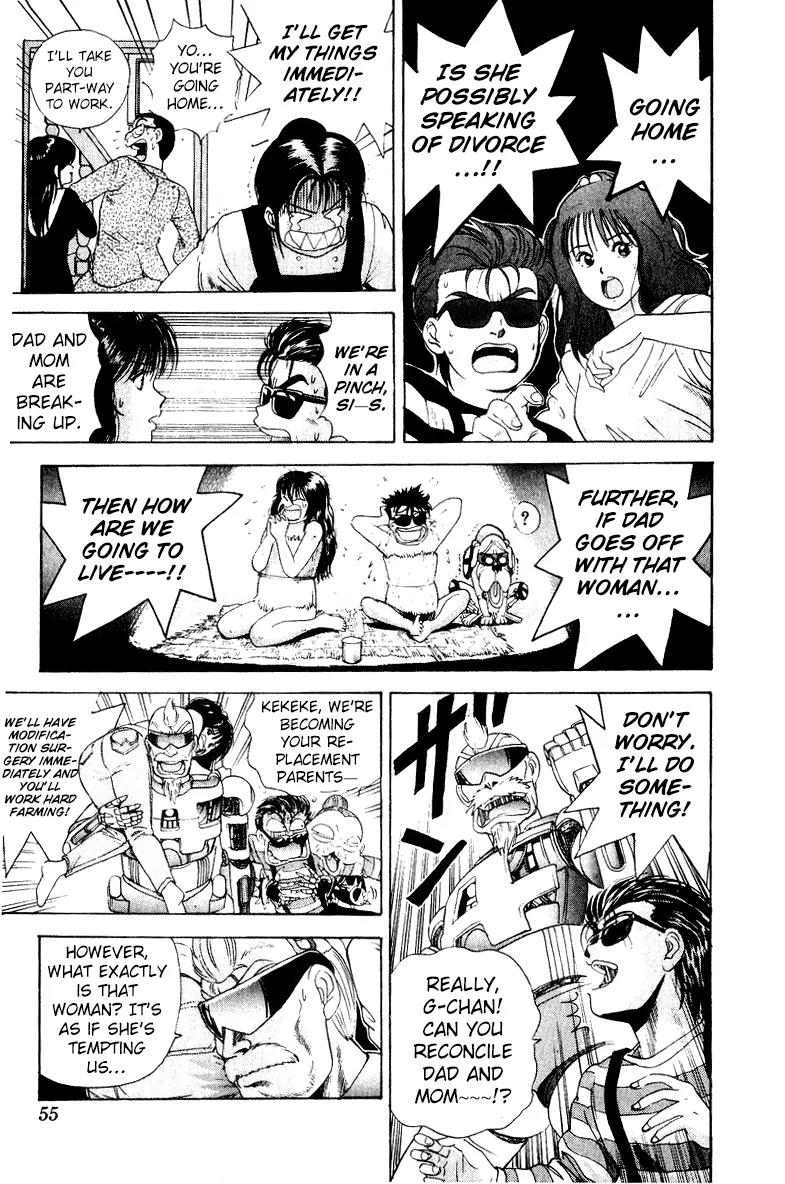 GOING
HOME
...
IS SHE
POSSIBLY
SPEAKING
OF DIVORCE
...!!
I'LL GET
MY THINGS
IMMEDI-
ATELY!!
YO...
YOU'RE
GOING
HOME...
I'LL TAKE
YOU
PART-WAY
TO WORK.
WE'RE
IN A
PINCH,
SI—S.
DAD AND
MOM
ARE
BREAK-
ING UP.
FURTHER,
IF DAD
GOES OFF
WITH THAT
WOMAN...
...
?
THEN HOW
ARE WE
GOING TO
LIVE----!!
DON'T
WORRY.
I'LL DO
SOME-
THING!
ザン
REALLY,
G-CHAN!
CAN YOU
RECONCILE
DAD AND
MOM~~~!?
KEKEKE, WE'RE
BECOMING
YOUR RE-
PLACEMENT
PARENTS—
WE'LL HAVE
MODIFICA-
TION SUR-
GERY IMME-
DIATELY AND
YOU'LL
WORK HARD
FARMING!
HOWEVER,
WHAT EXACTLY
IS THAT
WOMAN? IT'S
AS IF SHE'S
TEMPTING
US...
55